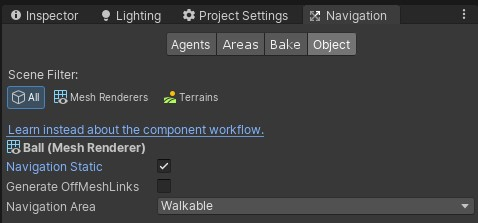 Inspector Lighting Project Settings Navigation
Agents Areas Bake Object
Scene Filter:
All Mesh Renderers Terrains
Learn instead about the component workflow.
Ball (Mesh Renderer)
Navigation Static
Generate OffMeshLinks
Navigation Area Walkable